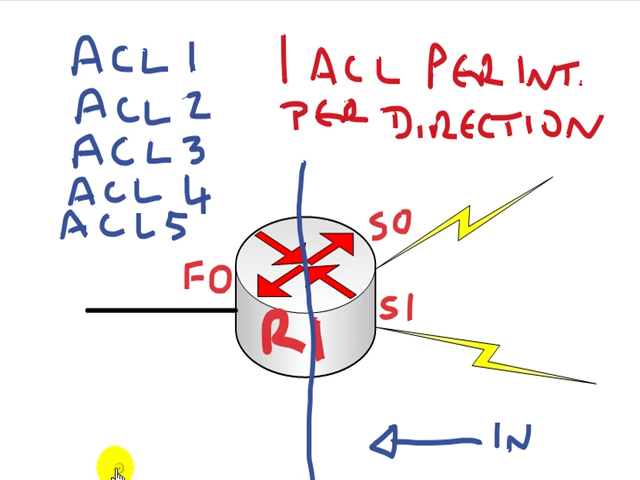 ACL 1
ACL 2
ACL 3
ACL 4
ACL 5
1 ACL PER INT.
PER DIRECTION
S0
F0
S1
R1
IN